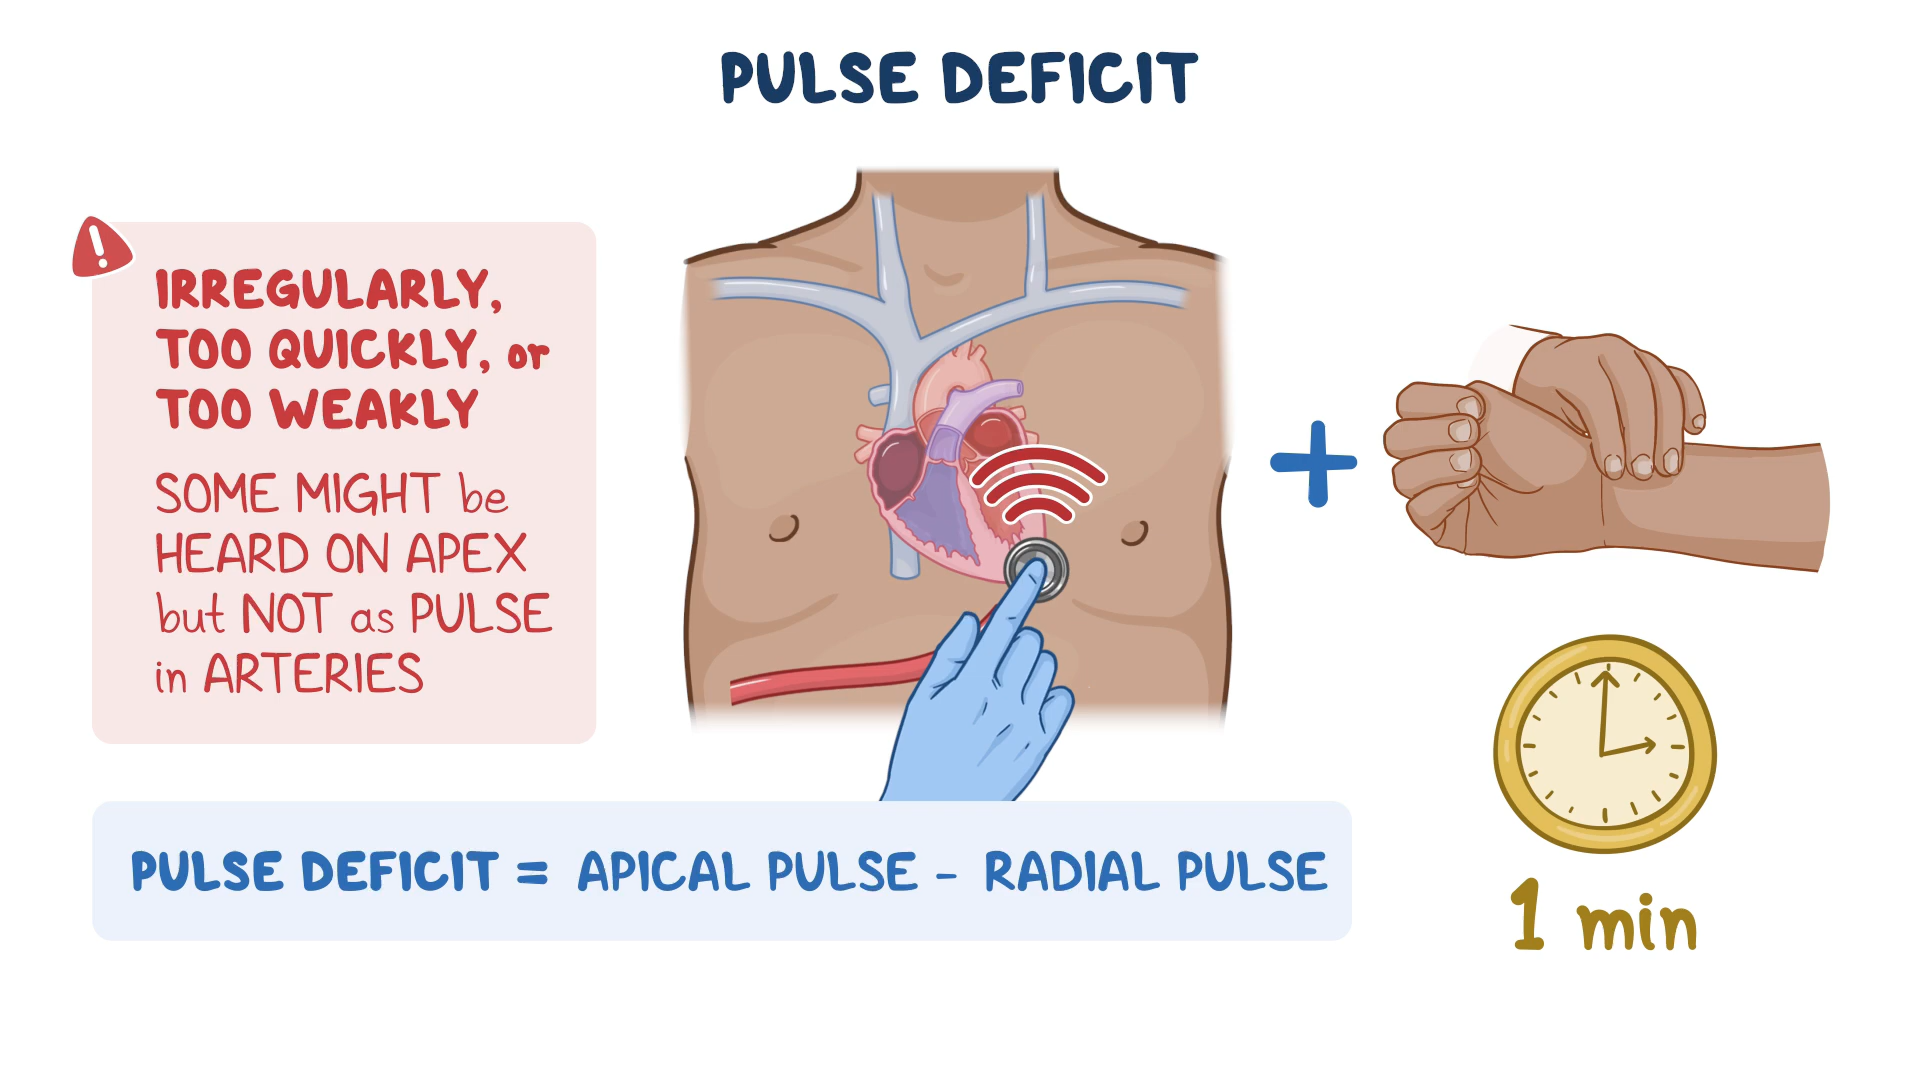 PULSE DEFICIT
!
IRREGULARLY,
TOO QUICKLY, or
TOO WEAKLY
SOME MIGHT be
HEARD ON APEX
but NOT as PULSE
in ARTERIES
+
PULSE DEFICIT = APICAL PULSE - RADIAL PULSE
1 min